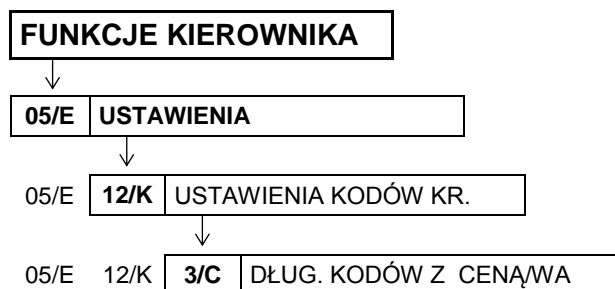 FUNKCJE KIEROWNIKA
05/E USTAWIENIA
05/E 12/K USTAWIENIA KODÓW KR.
05/E 12/K 3/C DŁUG. KODÓW Z CENĄ/WA